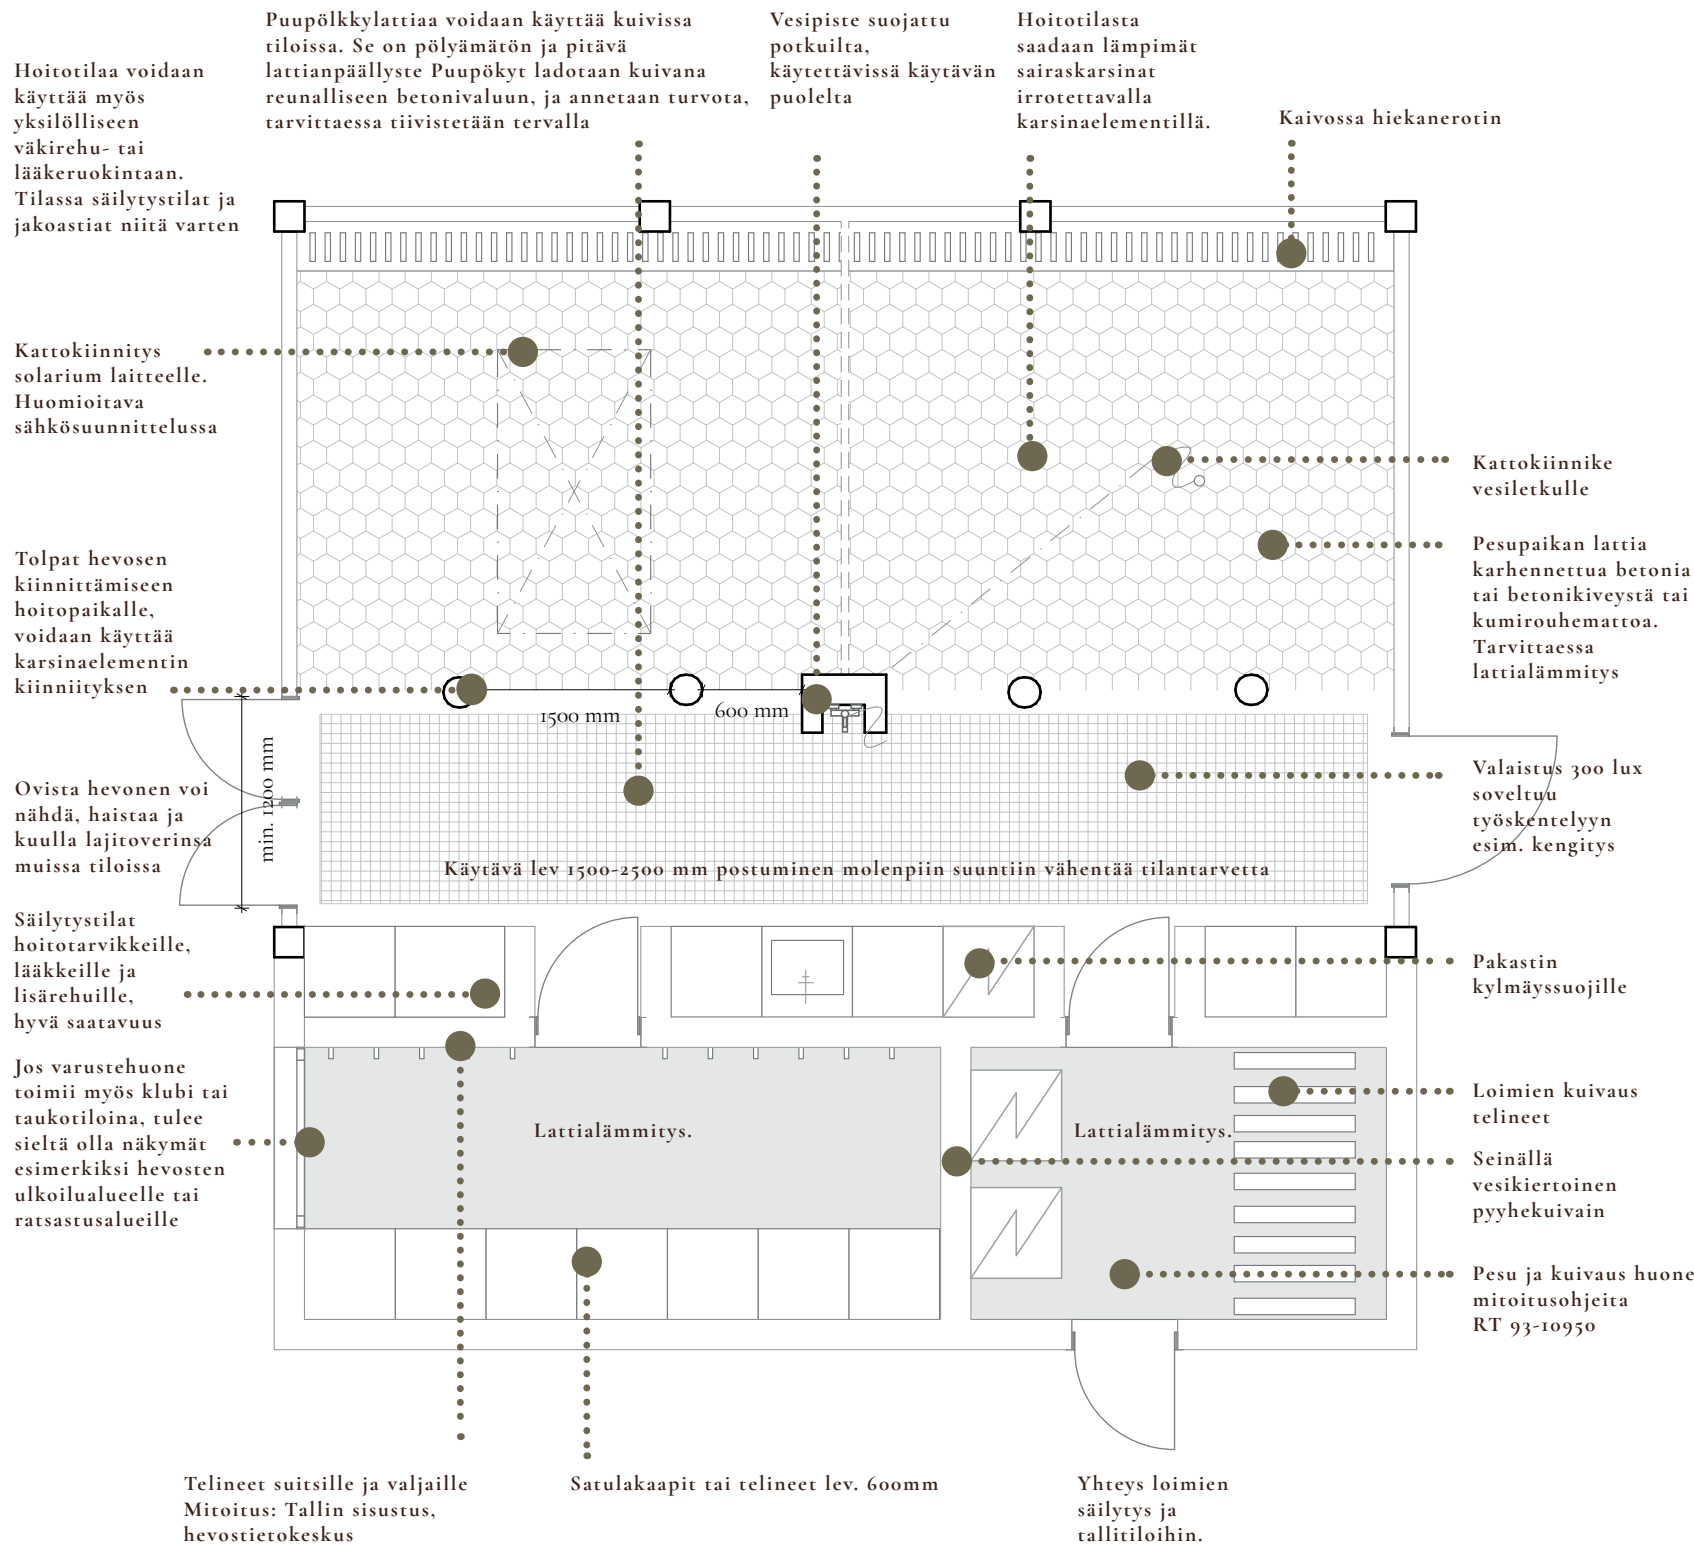 Puupölkkylattiaa voidaan käyttää kuivissa
tiloissa. Se on pölyämätön ja pitävä
lattianpäällyste Puupökyt ladotaan kuivana
reunalliseen betonivaluun, ja annetaan turvota,
tarvittaessa tiivistetään tervalla
Vesipiste suojattu
potkuilta,
käytettävissä käytävän
puolelta
Hoitotilasta
saadaan lämpimät
sairaskarsinat
irrotettavalla
karsinaelementillä.
Kaivossa hiekanerotin
Hoitotilaa voidaan
käyttää myös
yksilölliseen
väkirehu- tai
lääkeruokintaan.
Tilassa säilytystilat ja
jakoastiat niitä varten
Kattokiinnitys
solarium laitteelle.
Huomioitava
sähkösuunnittelussa
Kattokiinnike
vesiletkulle
Tolpat hevosen
kiinnittämiseen
hoitopaikalle,
voidaan käyttää
karsinaelementin
kiinniityksen
Pesupaikan lattia
karhennettua betonia
tai betonikiveystä tai
kumirouhemattoa.
Tarvittaessa
lattialämmitys
1500 mm
600 mm
min. 1200 mm
Ovista hevonen voi
nähdä, haistaa ja
kuulla lajitoverinsa
muissa tiloissa
Valaistus 300 lux
soveltuu
työskentelyyn
esim. kengitys
Käytävä lev 1500-2500 mm postuminen molenpiin suuntiin vähentää tilantarvetta
Säilytystilat
hoitotarvikkeille,
lääkkeille ja
lisärehuille,
hyvä saatavuus
Pakastin
kylmäyssuojille
Jos varustehuone
toimii myös klubi tai
taukotiloina, tulee
sieltä olla näkymät
esimerkiksi hevosten
ulkoilualueelle tai
ratsastusalueille
Lattialämmitys.
Lattialämmitys.
Loimien kuivaus
telineet
Seinällä
vesikiertoinen
pyyhekuivain
Pesu ja kuivaus huone
mitoitusohjeita
RT 93-10950
Telineet suitsille ja valjaille
Mitoitus: Tallin sisustus,
hevostietokeskus
Satulakaapit tai telineet lev. 600mm
Yhteys loimien
säilytys ja
tallitiloihin.